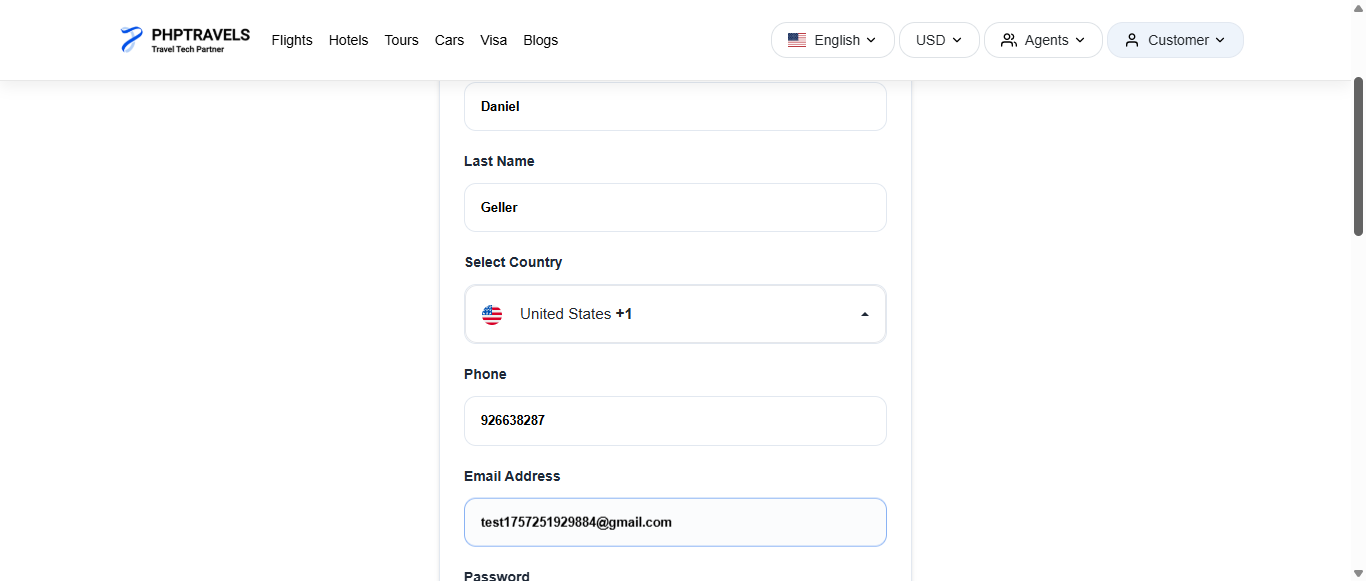 PHPTRAVELS
Travel Tech Partner
Flights Hotels Tours Cars Visa Blogs English USD Agents Customer
Daniel
Last Name
Geller
Select Country
United States +1
Phone
926638287
Email Address
test1757251929884@gmail.com
Password